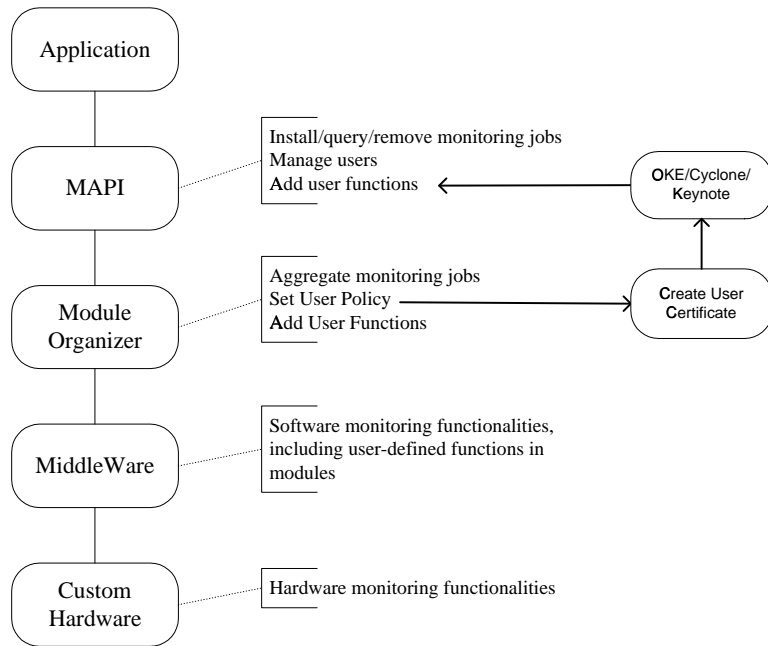 Application
MAPI
Install/query/remove monitoring jobs
Manage users
Add user functions
OKE/Cyclone/
Keynote
Module
Organizer
Aggregate monitoring jobs
Set User Policy
Add User Functions
Create User
Certificate
MiddleWare
Software monitoring functionalities,
including user-defined functions in
modules
Custom
Hardware
Hardware monitoring functionalities